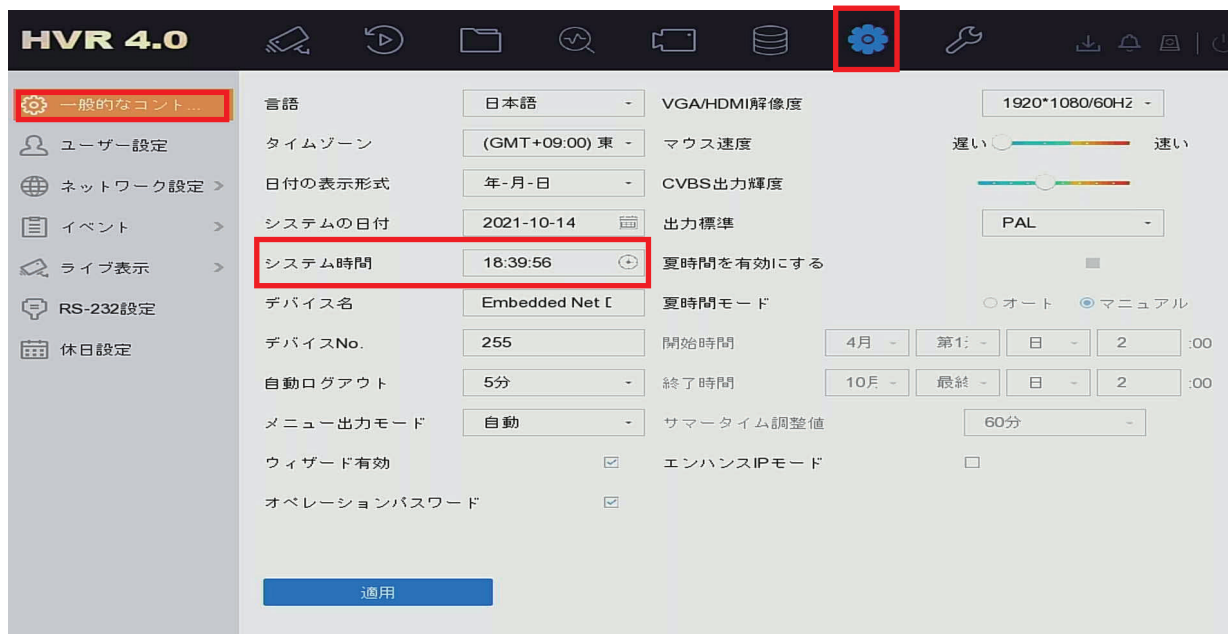 HVR 4.0
一般的なコント...
ユーザー設定
ネットワーク設定 >
イベント >
ライブ表示 >
RS-232設定
休日設定
言語 日本語
タイムゾーン (GMT+09:00) 東
日付の表示形式 年-月-日
システムの日付 2021-10-14
システム時間 18:39:56
デバイス名 Embedded Net D
デバイスNo. 255
自動ログアウト 5分
メニュー出力モード 自動
ウィザード有効
オペレーションパスワード
適用
VGA/HDMI解像度 1920*1080/60HZ
マウス速度 遅い 速い
CVBS出力輝度
出力標準 PAL
夏時間を有効にする
夏時間モード オート マニュアル
開始時間 4月 第1 日 2 :00
終了時間 10月 最終 日 2 :00
サマータイム調整値 60分
エンハンスIPモード